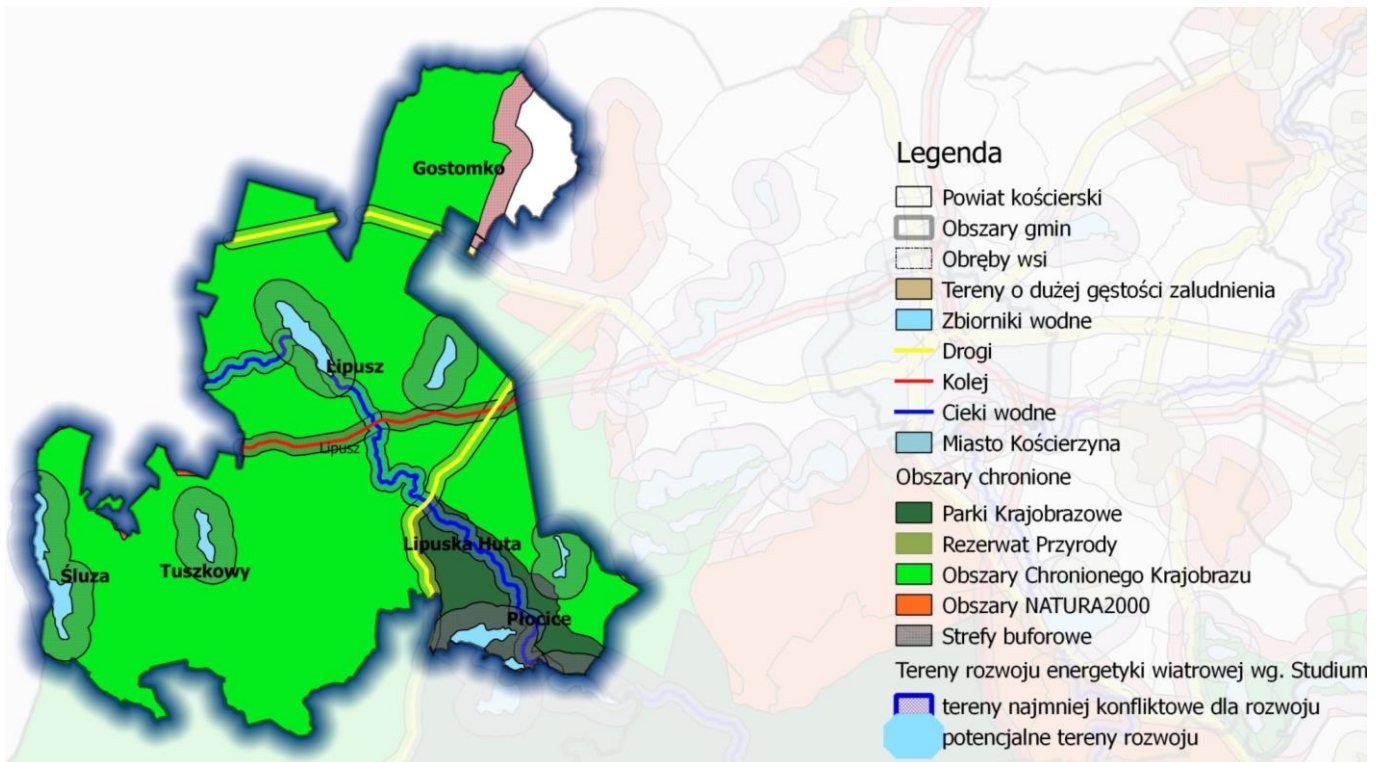 Gostomko
Lipusz
Lipusz
Śluza
Tuszkowy
Lipuska Huta
Płocice
Legenda
Powiat kościerski
Obszary gmin
Obręby wsi
Tereny o dużej gęstości zaludnienia
Zbiorniki wodne
Drogi
Kolej
Cieki wodne
Miasto Kościerzyna
Obszary chronione
Parki Krajobrazowe
Rezerwat Przyrody
Obszary Chronionego Krajobrazu
Obszary NATURA2000
Strefy buforowe
Tereny rozwoju energetyki wiatrowej wg. Studium
tereny najmniej konfliktowe dla rozwoju
potencjalne tereny rozwoju